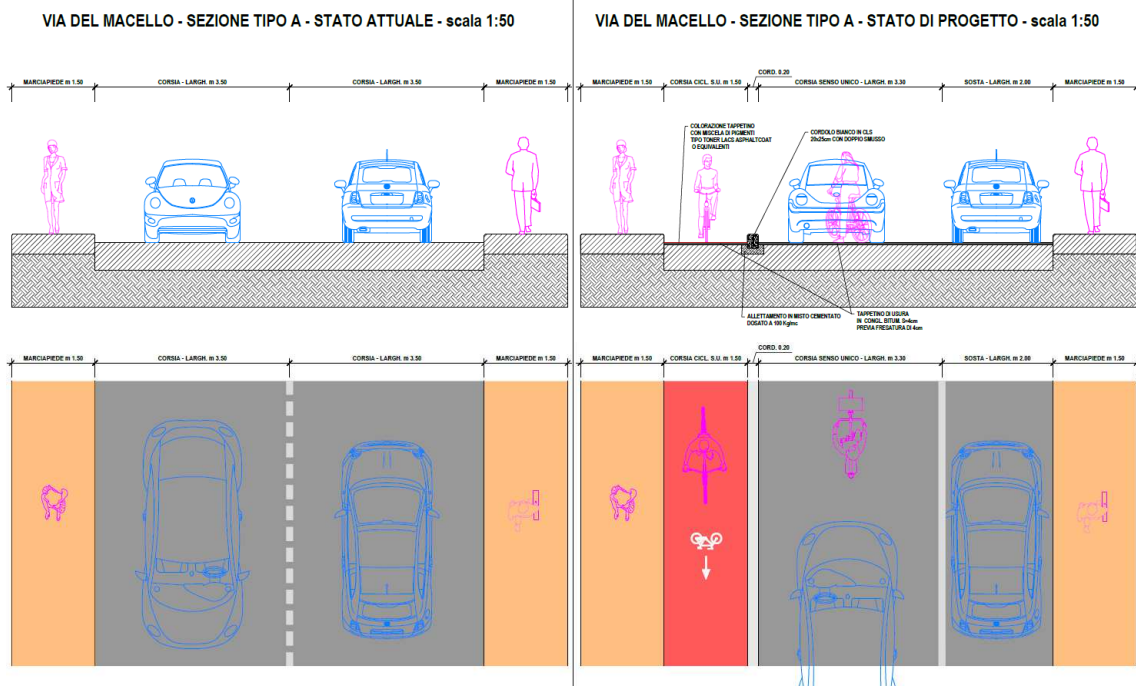 VIA DEL MACELLO - SEZIONE TIPO A - STATO ATTUALE - scala 1:50
MARCIAPIEDE m 1.50
CORSIA - LARGH. m 3.50
CORSIA - LARGH. m 3.50
MARCIAPIEDE m 1.50
MARCIAPIEDE m 1.50
CORSIA - LARGH. m 3.50
CORSIA - LARGH. m 3.50
MARCIAPIEDE m 1.50
VIA DEL MACELLO - SEZIONE TIPO A - STATO DI PROGETTO - scala 1:50
CORD. 0.20
MARCIAPIEDE m 1.50
CORSIA CICL. S.U. m 1.50
CORSIA SENSO UNICO - LARGH. m 3.30
SOSTA - LARGH. m 2.00
MARCIAPIEDE m 1.50
COLORAZIONE TAPPETINO
CON MISCELA DI PIGMENTI
TIPO TONER LACS ASPHALTCOAT
O EQUIVALENTI
CORDOLO BIANCO IN CLS
20x25cm CON DOPPIO SMUSSO
ALLETTAMENTO IN MISTO CEMENTATO
DOSATO A 100 Kg/mc
TAPPETINO DI USURA
IN CONGL. BITUM. S=4cm
PREVIA FRESATURA DI 4cm
CORD. 0.20
MARCIAPIEDE m 1.50
CORSIA CICL. S.U. m 1.50
CORSIA SENSO UNICO - LARGH. m 3.30
SOSTA - LARGH. m 2.00
MARCIAPIEDE m 1.50